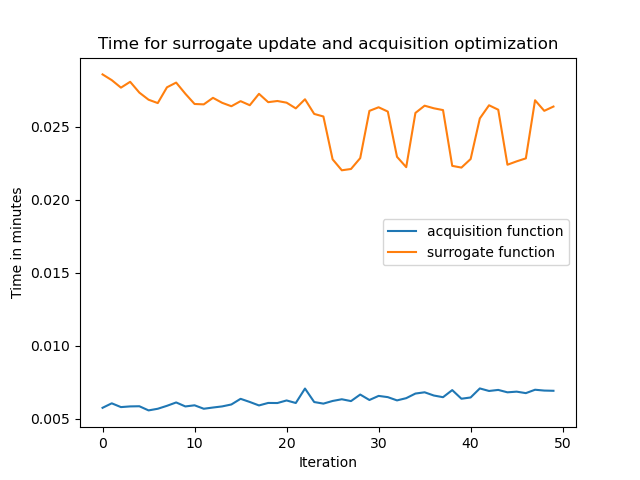 Time for surrogate update and acquisition optimization
Time in minutes
0.025
0.020
0.015
0.010
0.005
acquisition function
surrogate function
0 10 20 30 40 50
Iteration